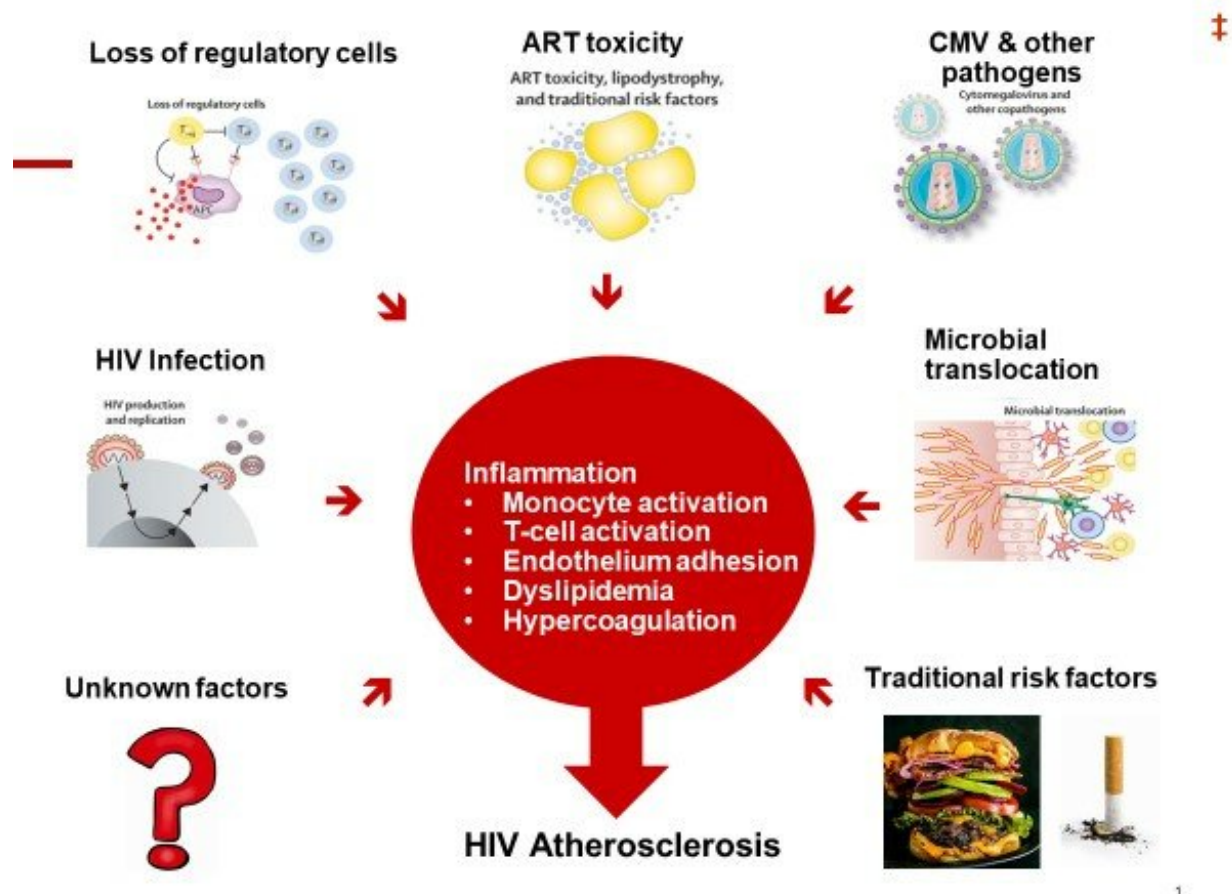 ‡
Loss of regulatory cells
Loss of regulatory cells
APC
ART toxicity
ART toxicity, lipodystrophy,
and traditional risk factors
CMV & other
pathogens
Cytomegalovirus and
other copathogens
HIV Infection
HIV production
and replication
Microbial
translocation
Microbial translocation
Inflammation
• Monocyte activation
• T-cell activation
• Endothelium adhesion
• Dyslipidemia
• Hypercoagulation
Unknown factors
Traditional risk factors
HIV Atherosclerosis
1